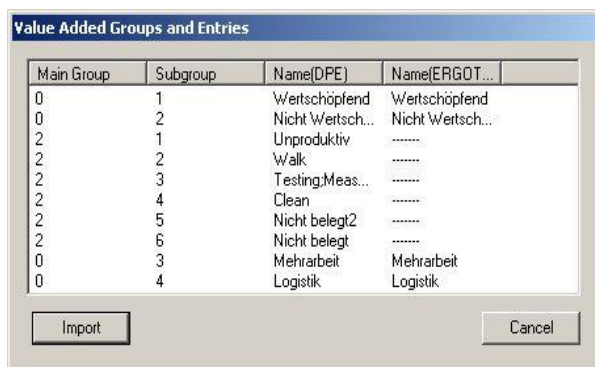 Value Added Groups and Entries
Main Group Subgroup Name(DPE) Name(ERGOT...
0 1 Wertschöpfend Wertschöpfend
0 2 Nicht Wertsch... Nicht Wertsch...
2 1 Unproduktiv -------
2 2 Walk -------
2 3 Testing;Meas... -------
2 4 Clean -------
2 5 Nicht belegt2 -------
2 6 Nicht belegt -------
0 3 Mehrarbeit Mehrarbeit
0 4 Logistik Logistik
Import Cancel